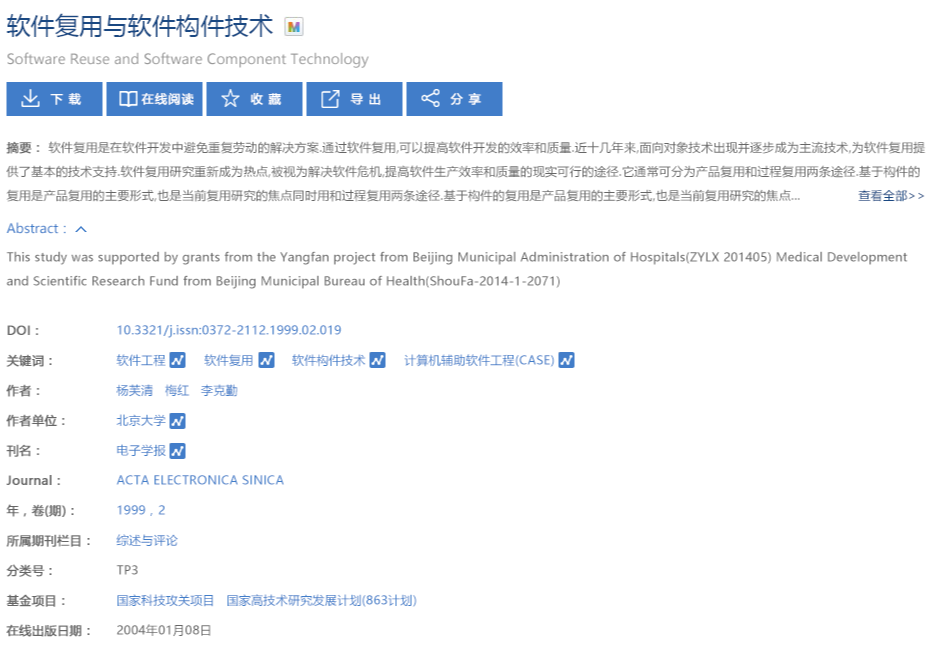 软件复用与软件构件技术 M
Software Reuse and Software Component Technology
下 载 在线阅读 收 藏 导 出 分 享
摘要： 软件复用是在软件开发中避免重复劳动的解决方案.通过软件复用,可以提高软件开发的效率和质量.近十几年来,面向对象技术出现并逐步成为主流技术,为软件复用提
供了基本的技术支持.软件复用研究重新成为热点,被视为解决软件危机,提高软件生产效率和质量的现实可行的途径.它通常可分为产品复用和过程复用两条途径.基于构件的
复用是产品复用的主要形式,也是当前复用研究的焦点同时用和过程复用两条途径.基于构件的复用是产品复用的主要形式,也是当前复用研究的焦点... 查看全部>>
Abstract：
This study was supported by grants from the Yangfan project from Beijing Municipal Administration of Hospitals(ZYLX 201405) Medical Development
and Scientific Research Fund from Beijing Municipal Bureau of Health(ShouFa-2014-1-2071)
DOI： 10.3321/j.issn:0372-2112.1999.02.019
关键词： 软件工程 软件复用 软件构件技术 计算机辅助软件工程(CASE)
作者： 杨芙清 梅红 李克勤
作者单位： 北京大学
刊名： 电子学报
Journal： ACTA ELECTRONICA SINICA
年，卷(期)： 1999，2
所属期刊栏目： 综述与评论
分类号： TP3
基金项目： 国家科技攻关项目 国家高技术研究发展计划(863计划)
在线出版日期： 2004年01月08日